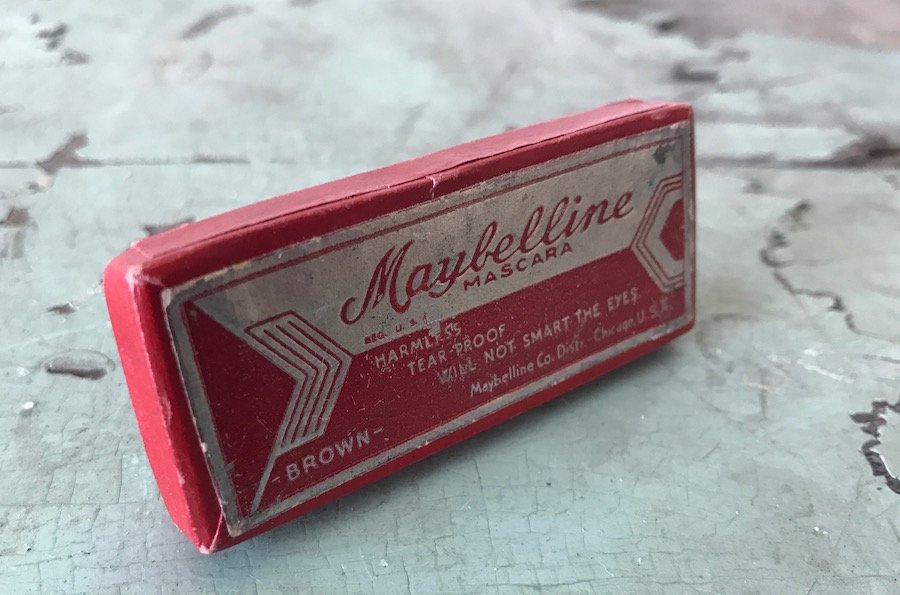 Maybelline
MASCARA
REG. U. S.
HARMLESS
TEAR-PROOF
WILL NOT SMART THE EYES
Maybelline Co. Distr. Chicago, U.S.A.
-BROWN-